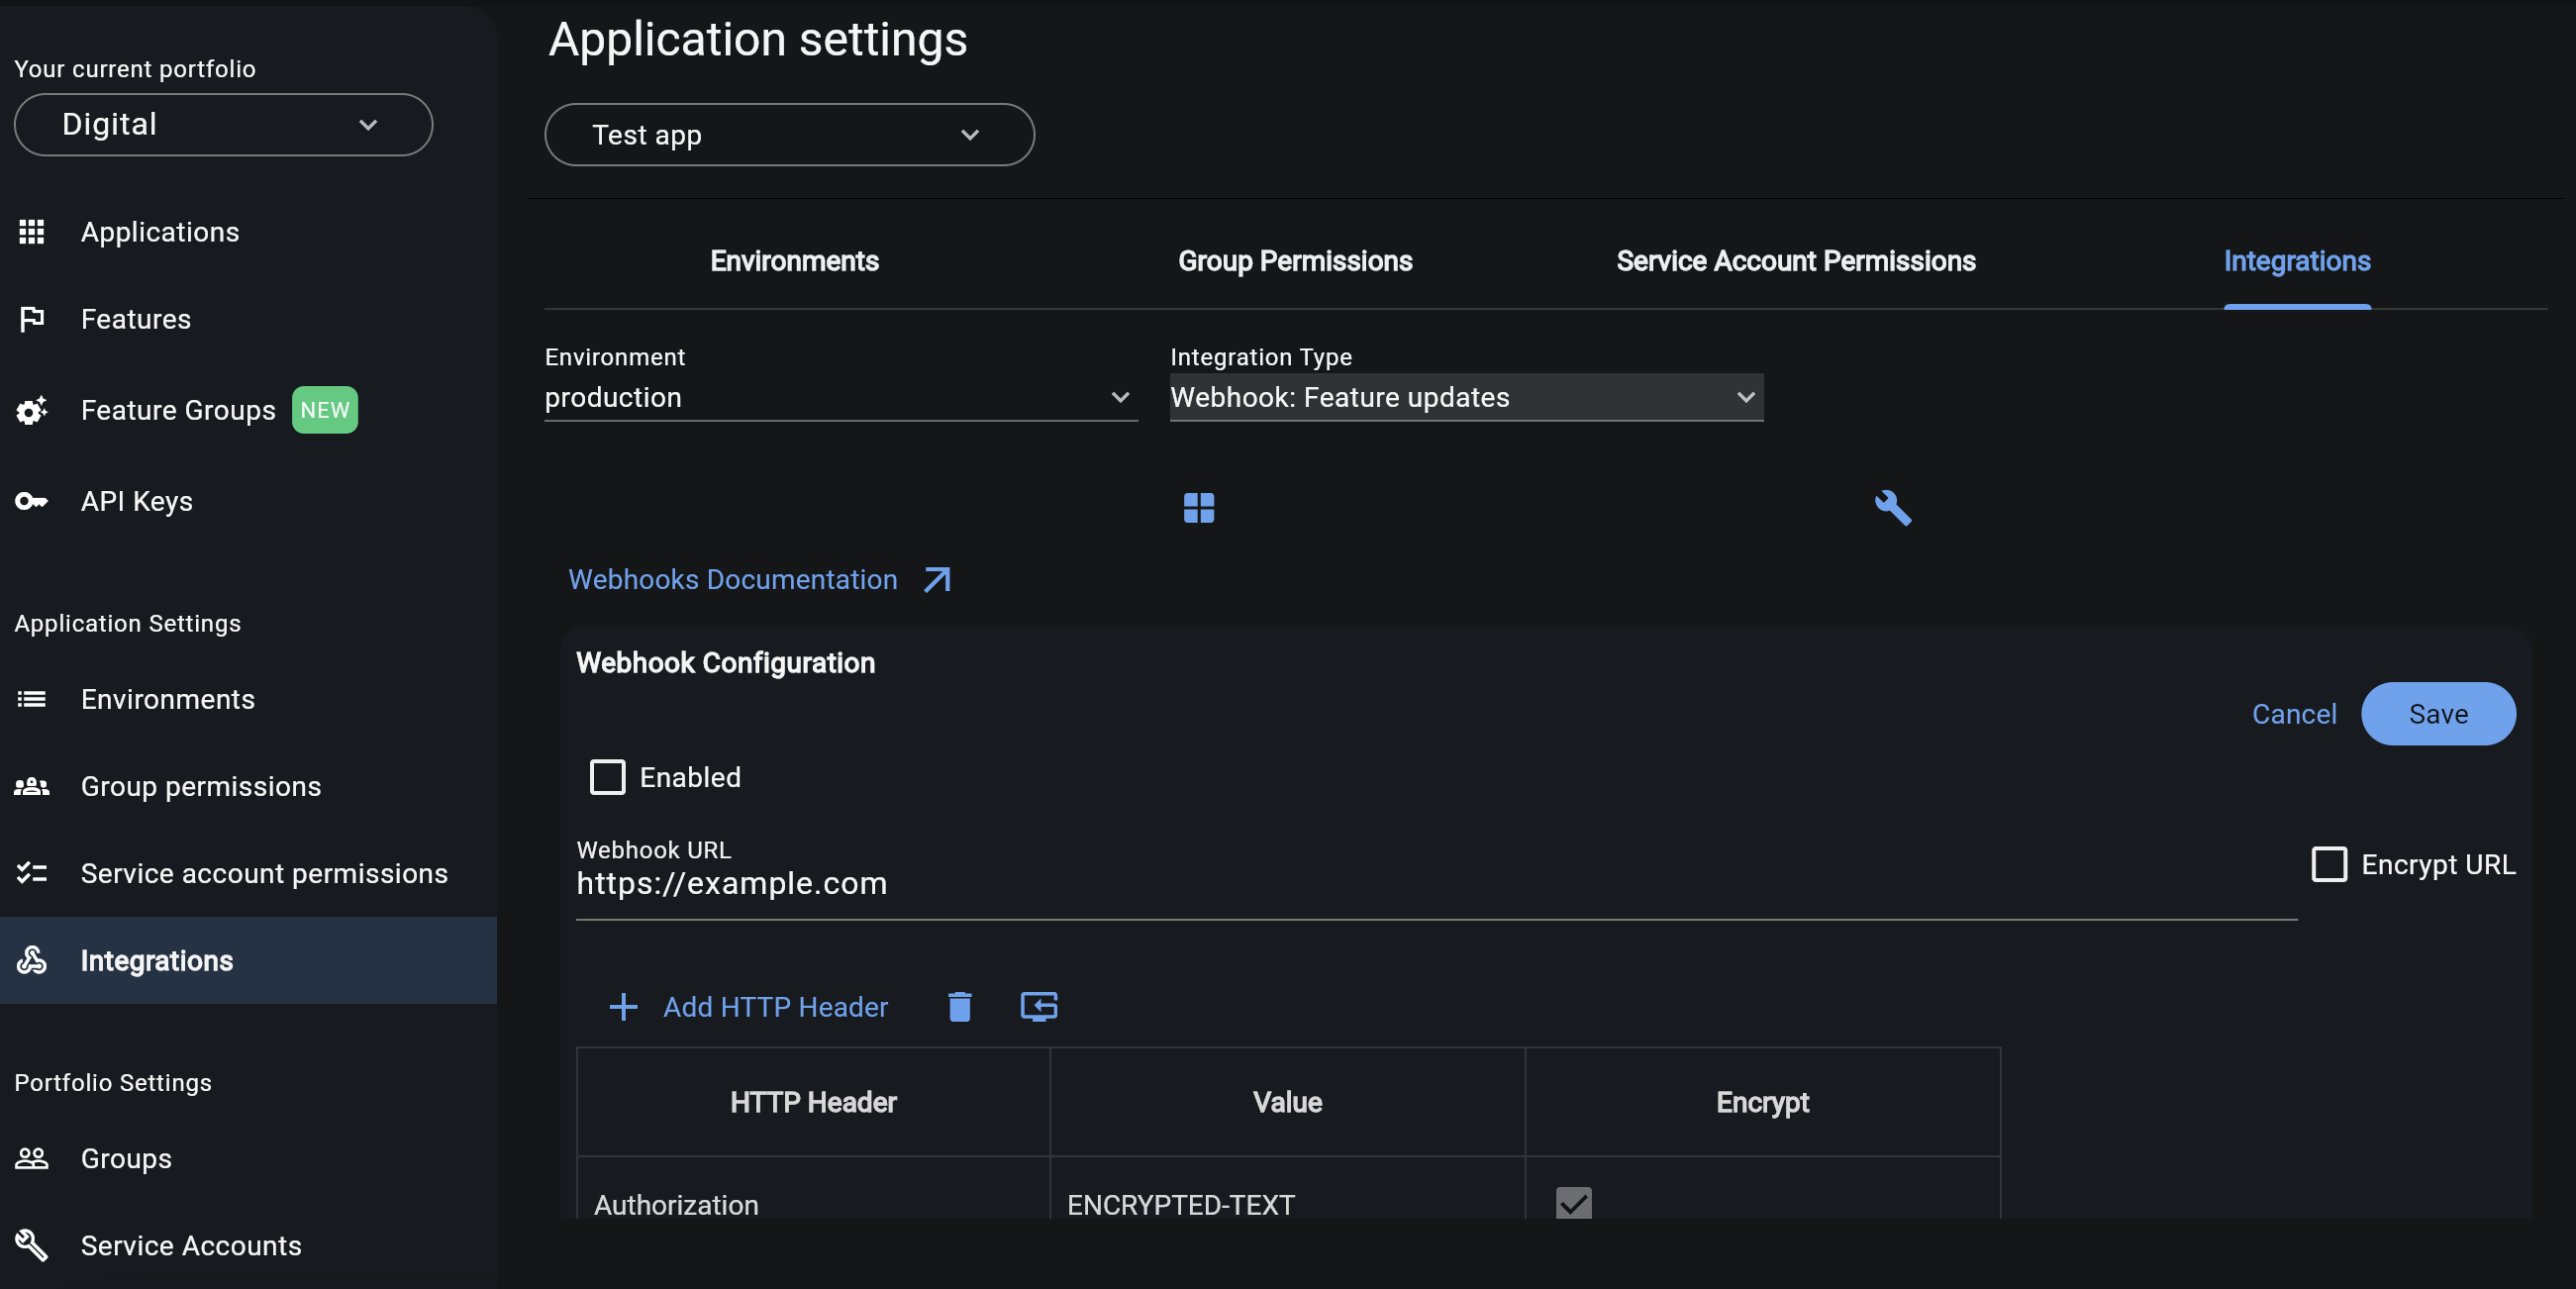 Your current portfolio
Digital
Applications
Features
Feature Groups NEW
API Keys
Application Settings
Environments
Group permissions
Service account permissions
Integrations
Portfolio Settings
Groups
Service Accounts
Application settings
Test app
Environments Group Permissions Service Account Permissions Integrations
Environment Integration Type
production Webhook: Feature updates
Webhooks Documentation
Webhook Configuration
Cancel Save
Enabled
Webhook URL
https://example.com
Encrypt URL
Add HTTP Header
HTTP Header Value Encrypt
Authorization ENCRYPTED-TEXT